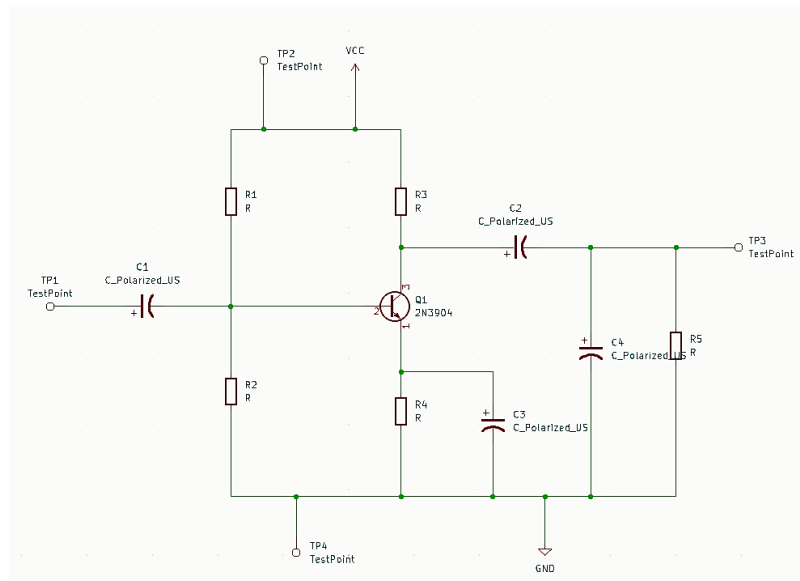 TP2
TestPoint
VCC
R1
R
R3
R
C2
C_Polarized_US
TP3
TestPoint
C1
C_Polarized_US
TP1
TestPoint
+
+
3
Q1
2N3904
2
1
+
C4
C_Polarized_US
R5
R
R2
R
R4
R
+
C3
C_Polarized_US
TP4
TestPoint
GND